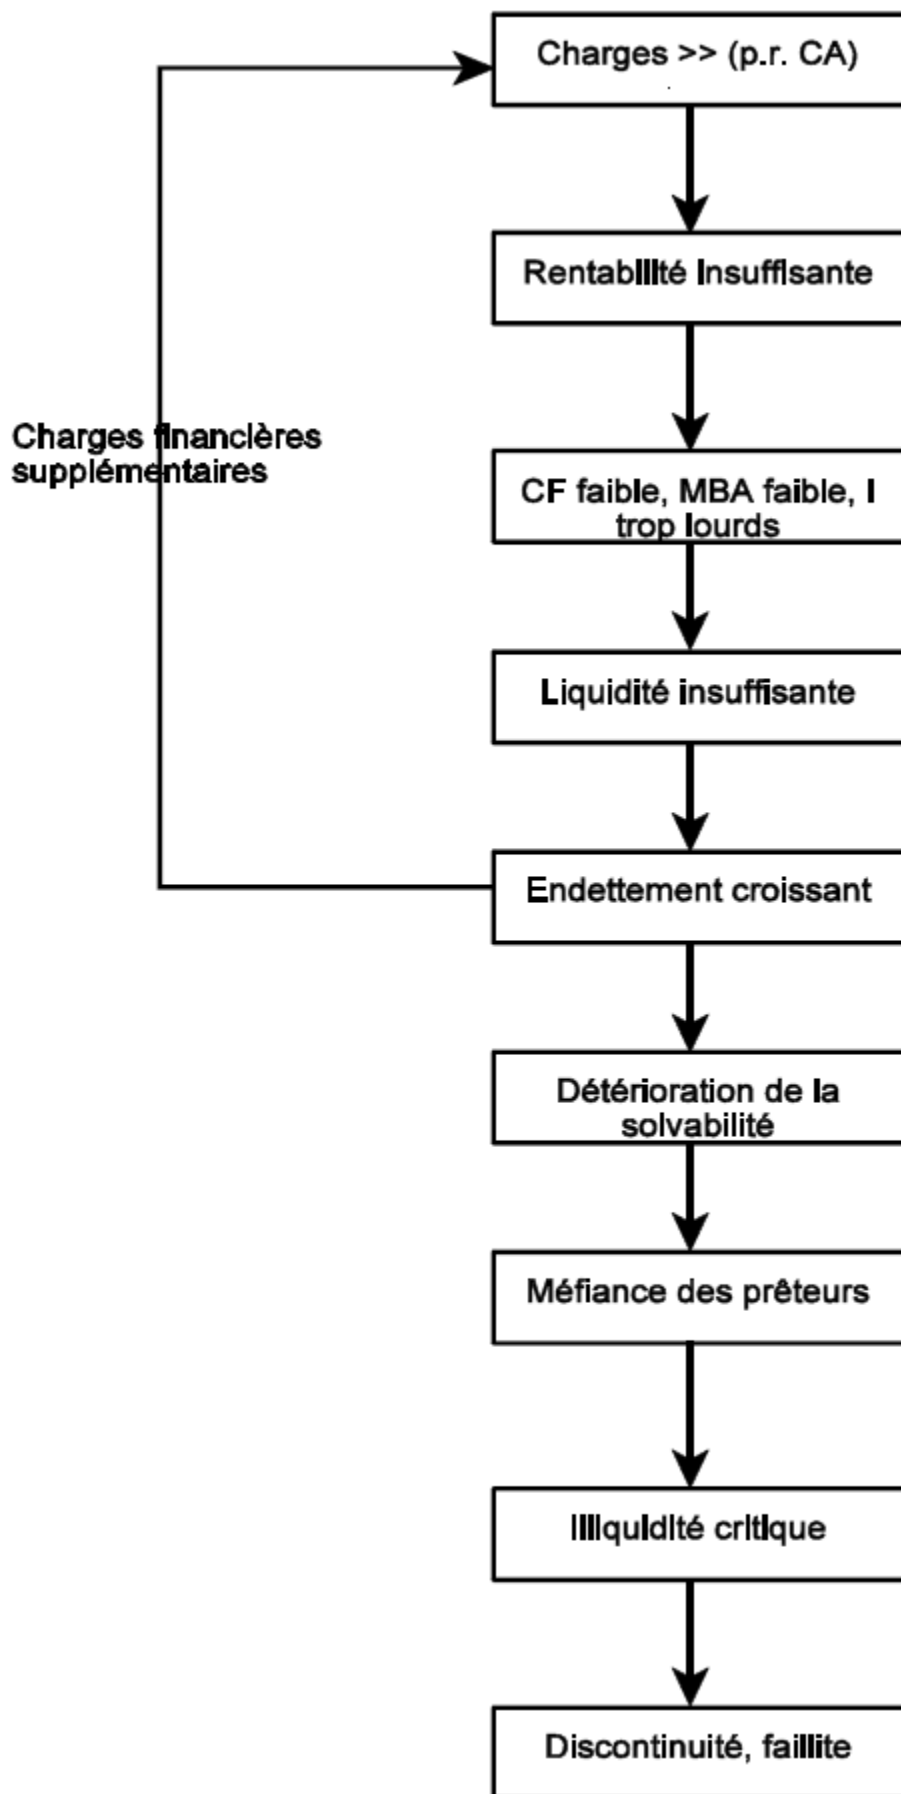 Charges >> (p.r. CA)
Rentabilité insuffisante
Charges financières
supplémentaires
CF faible, MBA faible, I
trop lourds
Liquidité insuffisante
Endettement croissant
Détérioration de la
solvabilité
Méfiance des prêteurs
Illiquidité critique
Discontinuité, faillite